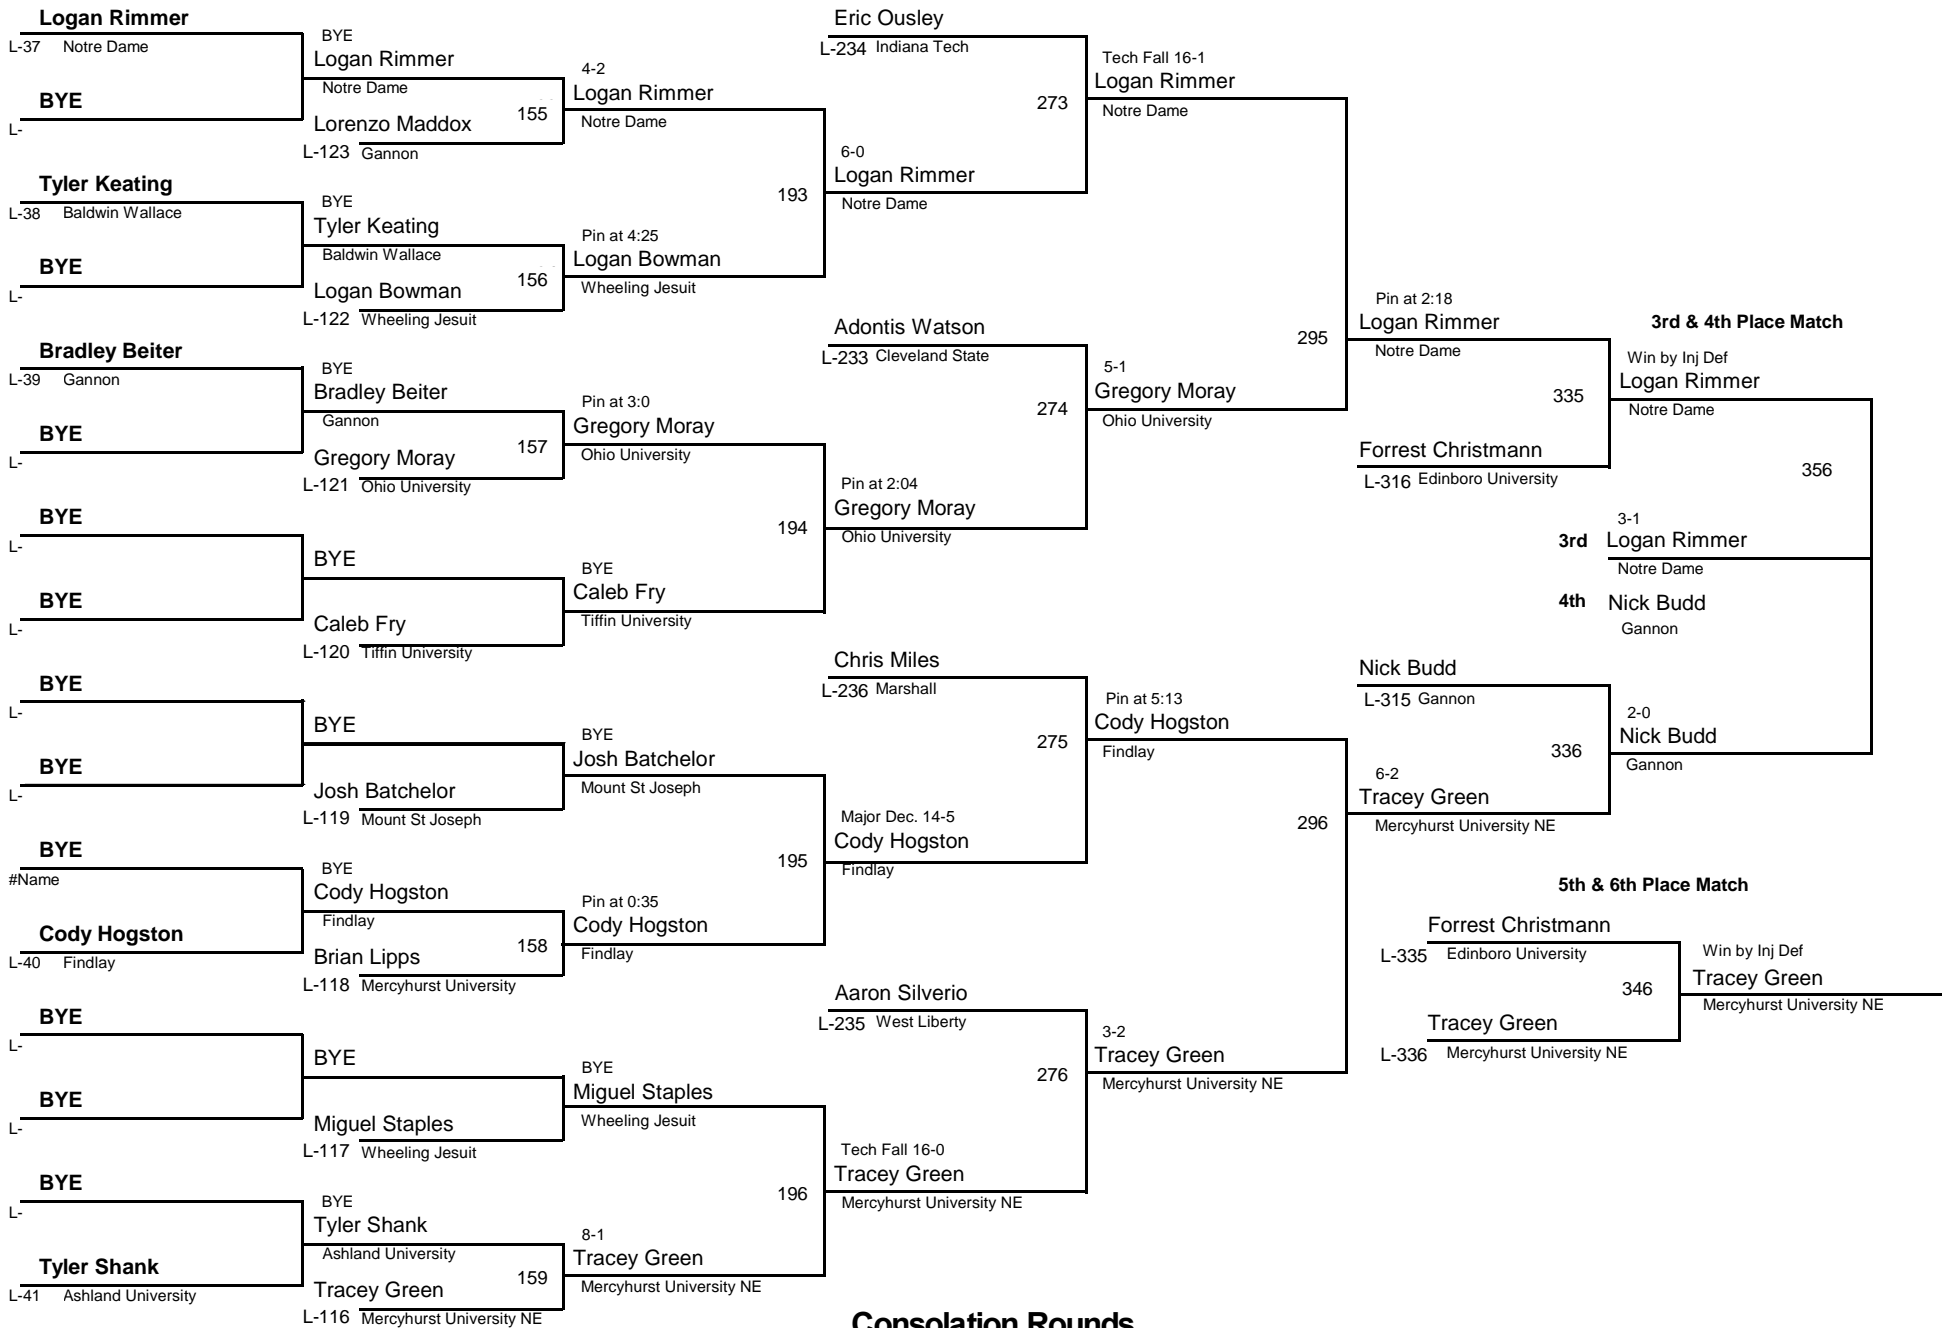 Logan Rimmer
L-37 Notre Dame
BYE
L-
Tyler Keating
L-38 Baldwin Wallace
BYE
L-
Bradley Beiter
L-39 Gannon
BYE
L-
BYE
L-
BYE
L-
BYE
L-
BYE
L-
BYE
#Name
Cody Hogston
L-40 Findlay
BYE
L-
BYE
L-
BYE
L-
Tyler Shank
L-41 Ashland University
BYE
Logan Rimmer
Notre Dame
155
Lorenzo Maddox
L-123 Gannon
BYE
Tyler Keating
Baldwin Wallace
156
Logan Bowman
L-122 Wheeling Jesuit
BYE
Bradley Beiter
Gannon
157
Gregory Moray
L-121 Ohio University
BYE
Caleb Fry
L-120 Tiffin University
BYE
Josh Batchelor
L-119 Mount St Joseph
BYE
Cody Hogston
Findlay
158
Brian Lipps
L-118 Mercyhurst University
BYE
Miguel Staples
L-117 Wheeling Jesuit
BYE
Tyler Shank
Ashland University
159
Tracey Green
L-116 Mercyhurst University NE
4-2
Logan Rimmer
Notre Dame
193
Pin at 4:25
Logan Bowman
Wheeling Jesuit
Pin at 3:0
Gregory Moray
Ohio University
194
BYE
Caleb Fry
Tiffin University
BYE
Josh Batchelor
Mount St Joseph
195
Pin at 0:35
Cody Hogston
Findlay
BYE
Miguel Staples
Wheeling Jesuit
196
8-1
Tracey Green
Mercyhurst University NE
Eric Ousley
L-234 Indiana Tech
273
6-0
Logan Rimmer
Notre Dame
Adontis Watson
L-233 Cleveland State
274
Pin at 2:04
Gregory Moray
Ohio University
Chris Miles
L-236 Marshall
275
Major Dec. 14-5
Cody Hogston
Findlay
Aaron Silverio
L-235 West Liberty
276
Tech Fall 16-0
Tracey Green
Mercyhurst University NE
Tech Fall 16-1
Logan Rimmer
Notre Dame
295
5-1
Gregory Moray
Ohio University
Pin at 5:13
Cody Hogston
Findlay
296
3-2
Tracey Green
Mercyhurst University NE
Pin at 2:18
Logan Rimmer
Notre Dame
335
Forrest Christmann
L-316 Edinboro University
Nick Budd
L-315 Gannon
336
6-2
Tracey Green
Mercyhurst University NE
3rd & 4th Place Match
Win by Inj Def
Logan Rimmer
Notre Dame
356
3-1
3rd Logan Rimmer
Notre Dame
4th Nick Budd
Gannon
2-0
Nick Budd
Gannon
5th & 6th Place Match
Forrest Christmann
L-335 Edinboro University
346
Tracey Green
L-336 Mercyhurst University NE
Win by Inj Def
Tracey Green
Mercyhurst University NE
Consolation Rounds